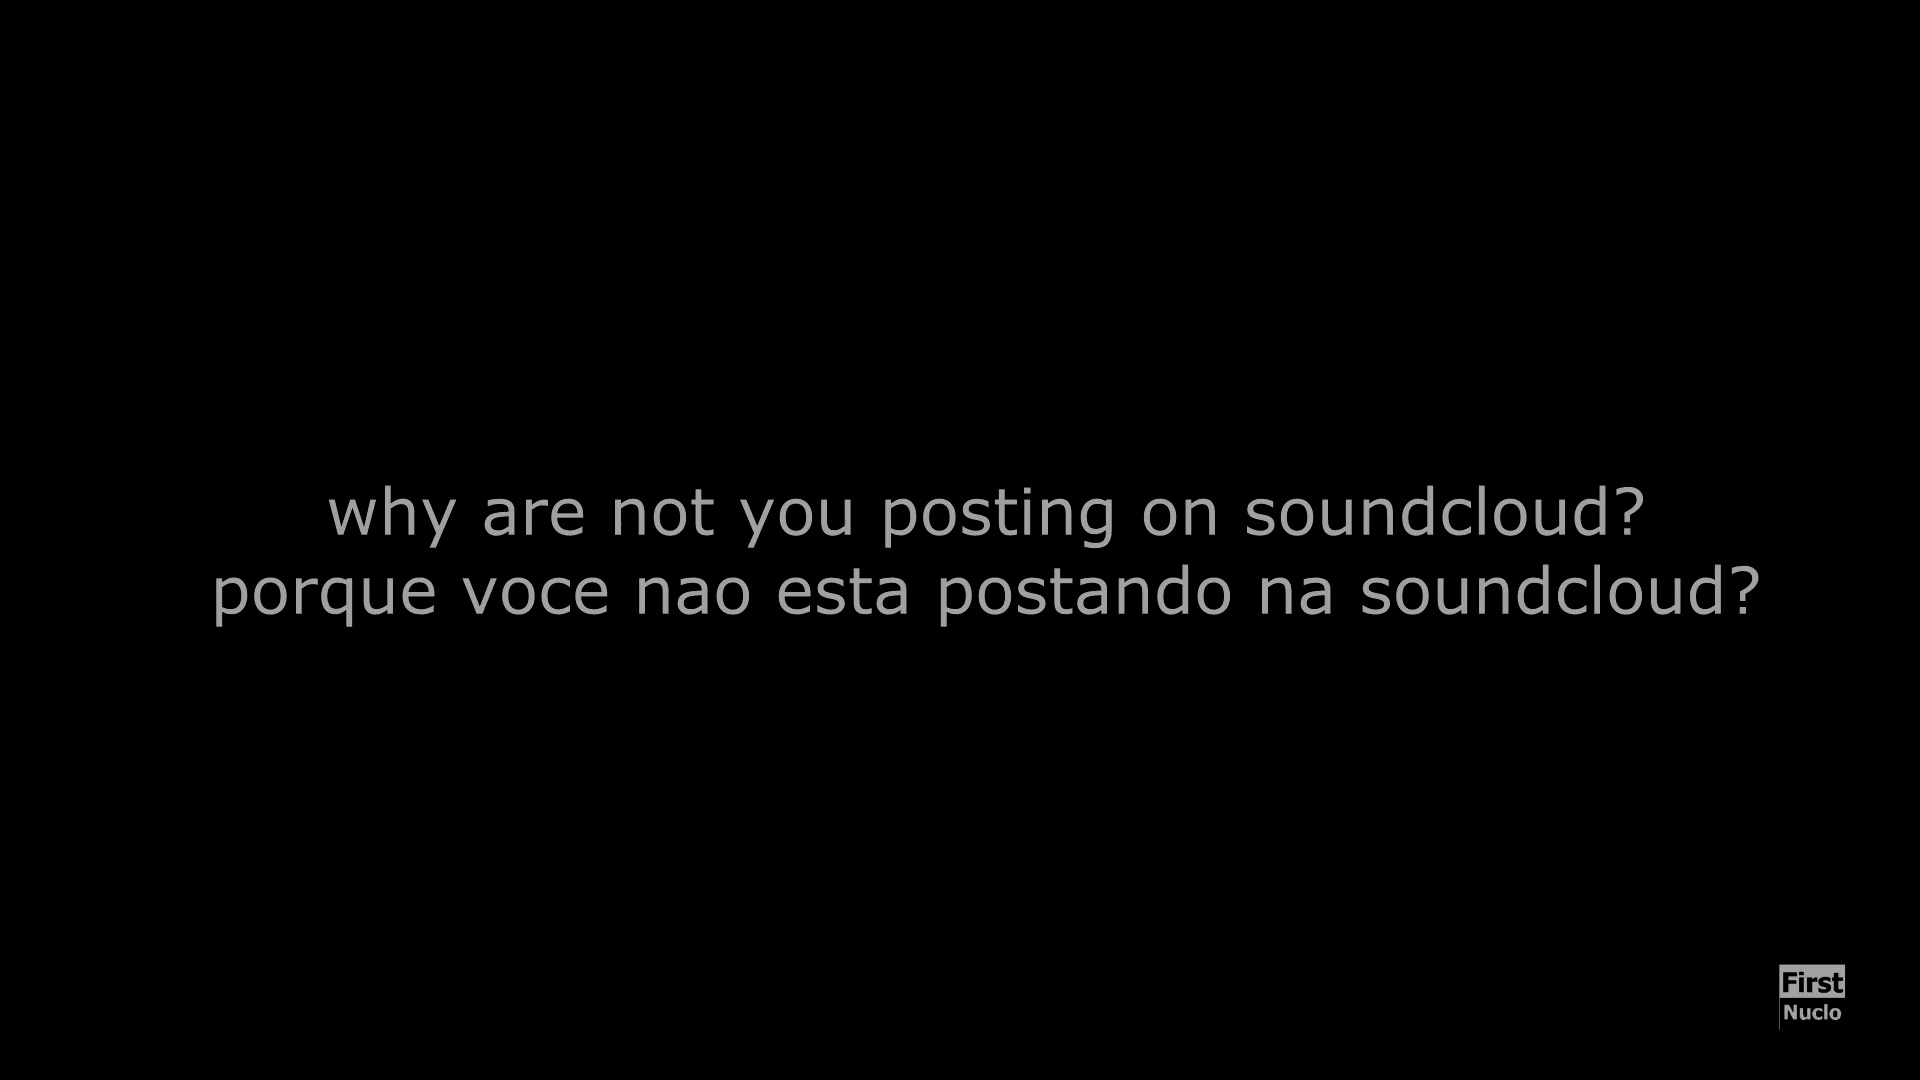 why are not you posting on soundcloud?
porque voce nao esta postando na soundcloud?
First
Nuclo